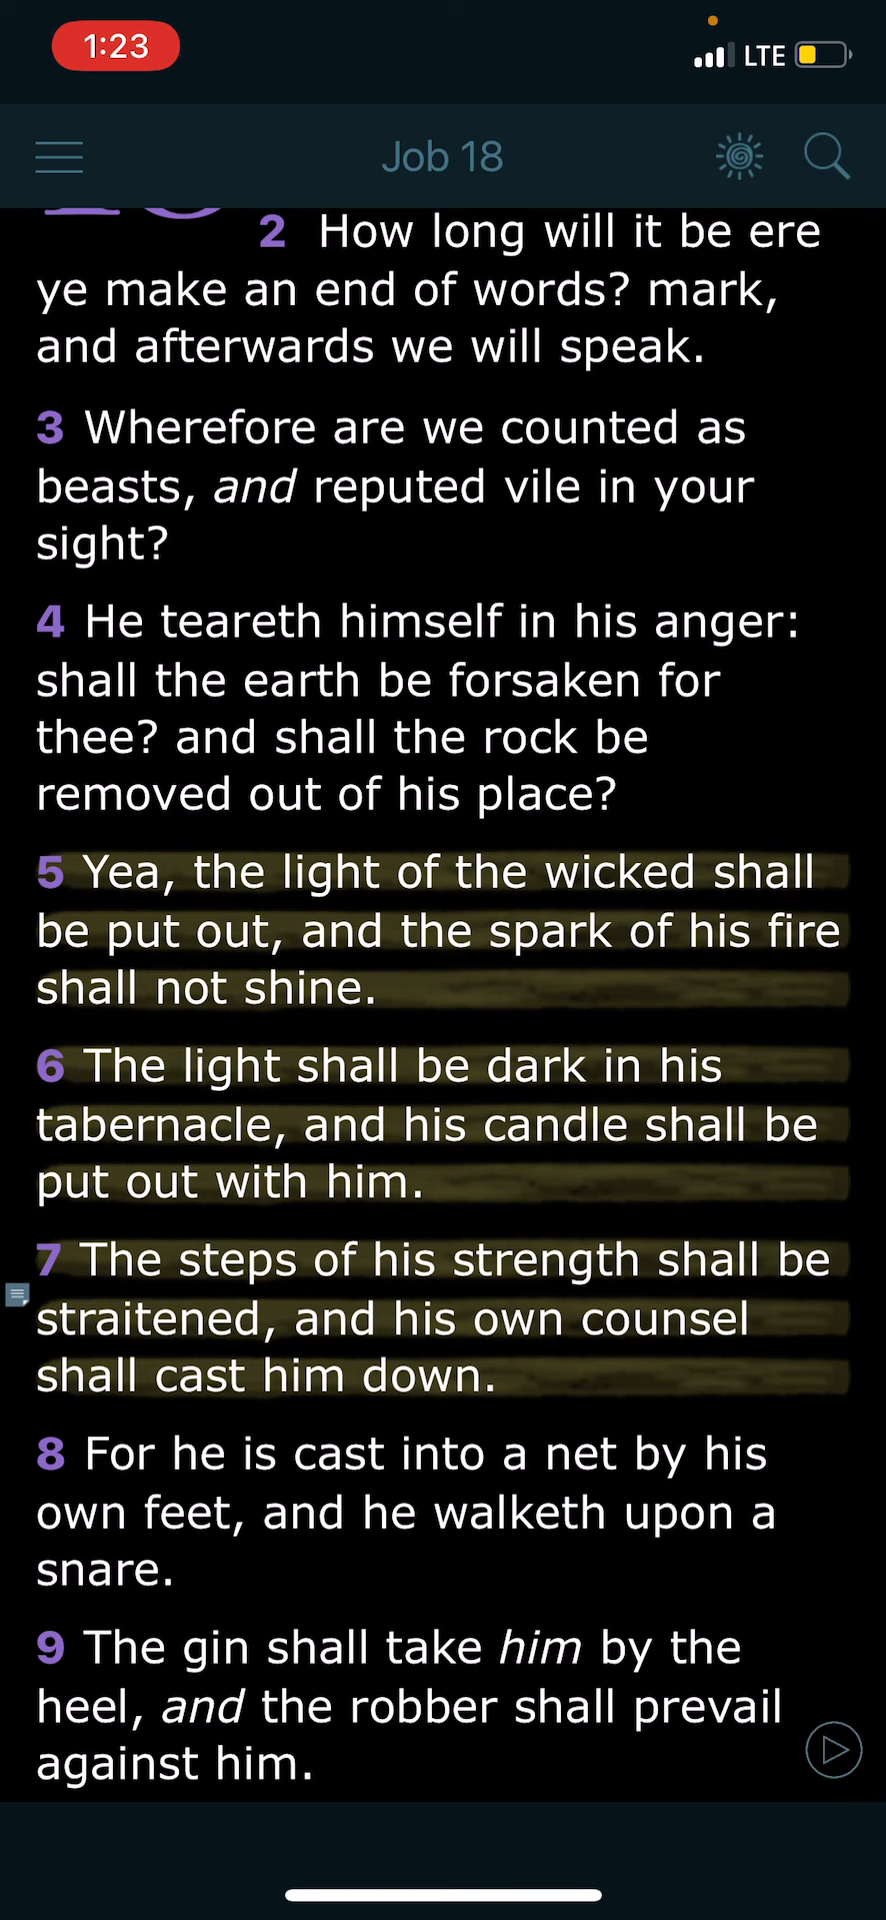 1:23
LTE
Job 18
2 How long will it be ere
ye make an end of words? mark,
and afterwards we will speak.
3 Wherefore are we counted as
beasts, and reputed vile in your
sight?
4 He teareth himself in his anger:
shall the earth be forsaken for
thee? and shall the rock be
removed out of his place?
5 Yea, the light of the wicked shall
be put out, and the spark of his fire
shall not shine.
6 The light shall be dark in his
tabernacle, and his candle shall be
put out with him.
7 The steps of his strength shall be
straitened, and his own counsel
shall cast him down.
8 For he is cast into a net by his
own feet, and he walketh upon a
snare.
9 The gin shall take him by the
heel, and the robber shall prevail
against him.